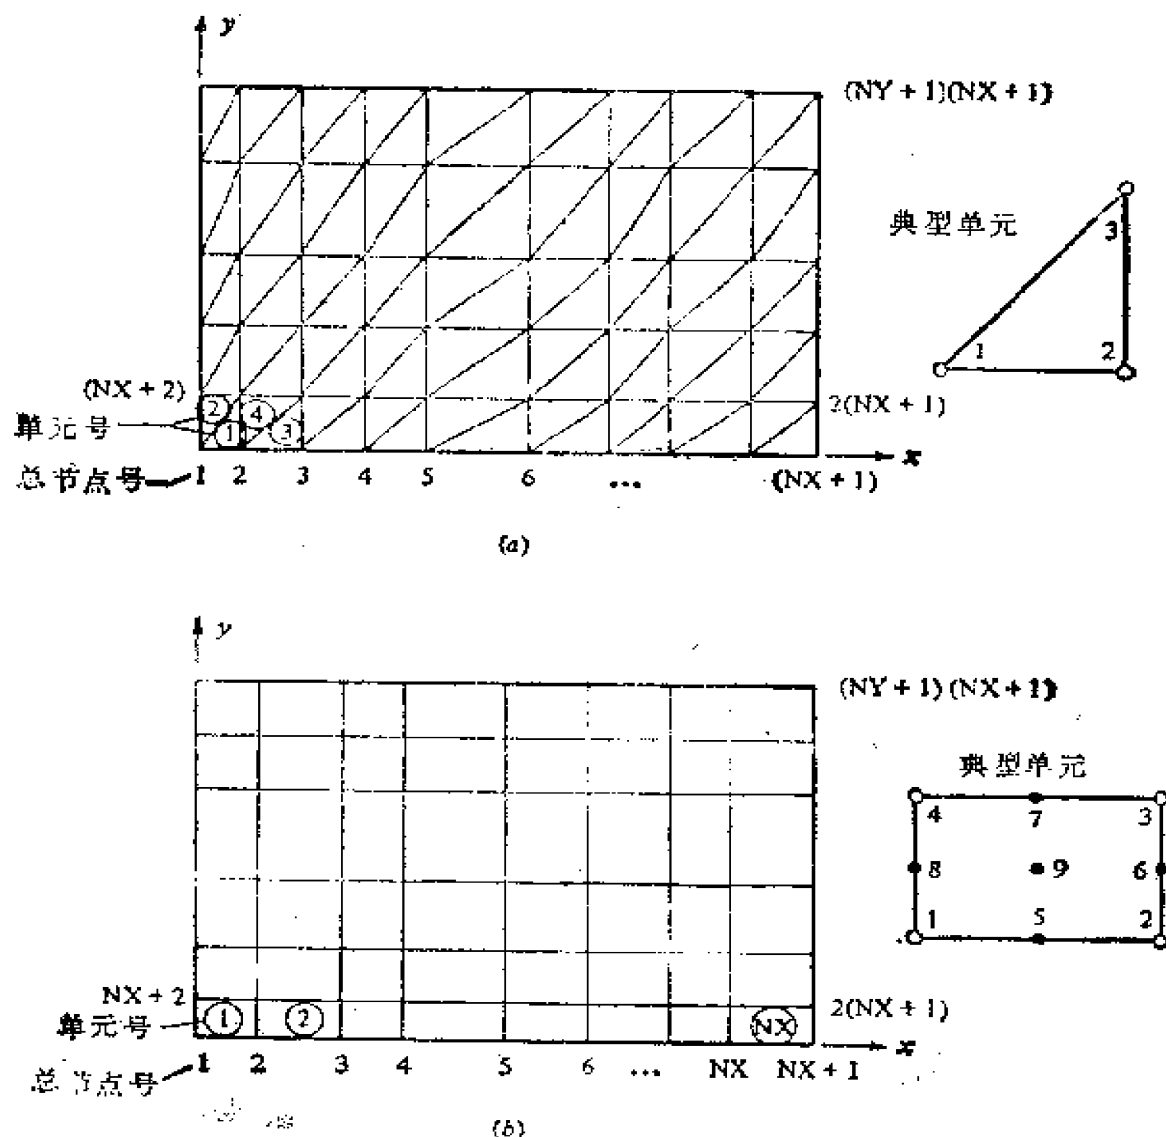 y
(NY + 1)(NX + 1)
典型单元
3
1
2
(NX + 2)
2(NX + 1)
单元号
② ④
① ③
x
总节点号
1 2 3 4 5 6 ... (NX + 1)
(a)
y
(NY + 1)(NX + 1)
典型单元
4 7 3
8 9 6
1 5 2
NX + 2
2(NX + 1)
单元号
① ② NX
x
总节点号
1 2 3 4 5 6 ... NX NX + 1
(b)